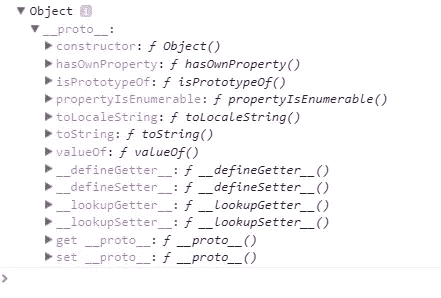 ▼ Object i
▼ __proto__:
▶ constructor: ƒ Object()
▶ hasOwnProperty: ƒ hasOwnProperty()
▶ isPrototypeOf: ƒ isPrototypeOf()
▶ propertyIsEnumerable: ƒ propertyIsEnumerable()
▶ toLocaleString: ƒ toLocaleString()
▶ toString: ƒ toString()
▶ valueOf: ƒ valueOf()
▶ __defineGetter__: ƒ __defineGetter__()
▶ __defineSetter__: ƒ __defineSetter__()
▶ __lookupGetter__: ƒ __lookupGetter__()
▶ __lookupSetter__: ƒ __lookupSetter__()
▶ get __proto__: ƒ __proto__()
▶ set __proto__: ƒ __proto__()
>